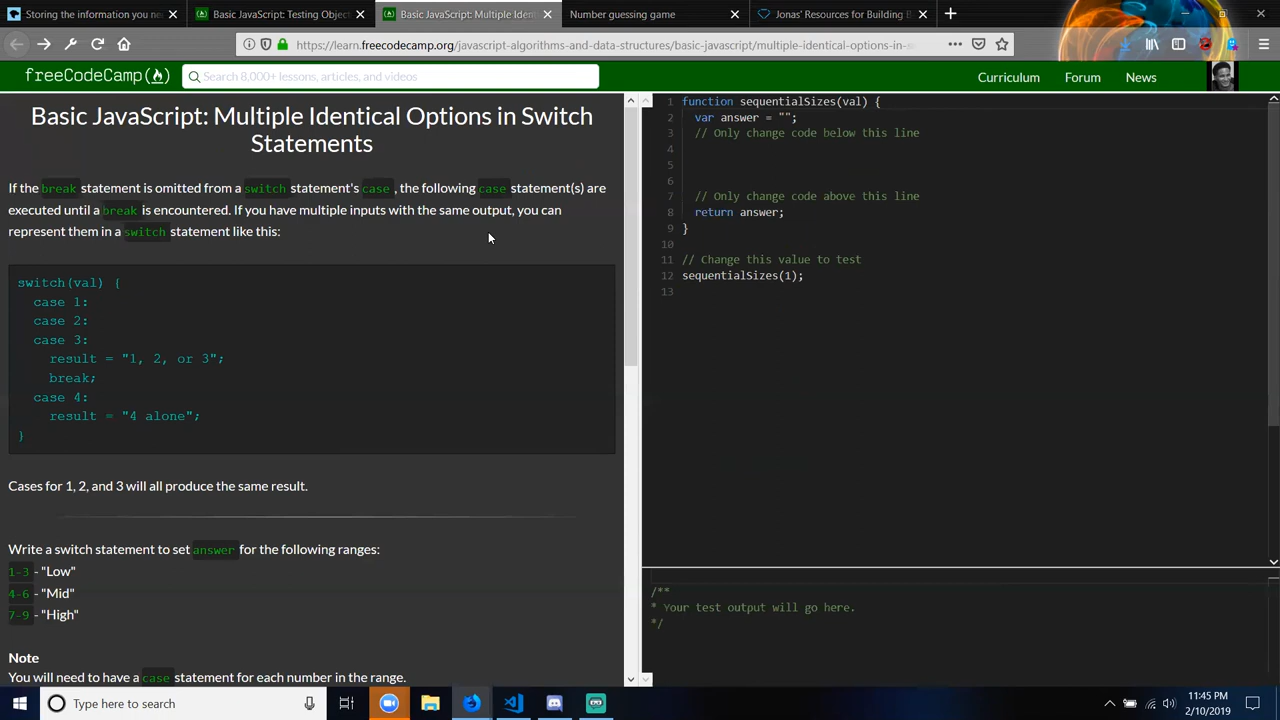 Storing the information you ne
Basic JavaScript: Testing Object
Basic JavaScript: Multiple Ident
Number guessing game
Jonas' Resources for Building B
https://learn.freecodecamp.org/javascript-algorithms-and-data-structures/basic-javascript/multiple-identical-options-in-s
freeCodeCamp
Search 8,000+ lessons, articles, and videos
Curriculum
Forum
News
Basic JavaScript: Multiple Identical Options in Switch
Statements
If the break statement is omitted from a switch statement's case , the following case statement(s) are
executed until a break is encountered. If you have multiple inputs with the same output, you can
represent them in a switch statement like this:
switch(val) {
case 1:
case 2:
case 3:
result = "1, 2, or 3";
break;
case 4:
result = "4 alone";
}
Cases for 1, 2, and 3 will all produce the same result.
Write a switch statement to set answer for the following ranges:
1-3 - "Low"
4-6 - "Mid"
7-9 - "High"
Note
You will need to have a case statement for each number in the range.
1 function sequentialSizes(val) {
2 var answer = "";
3 // Only change code below this line
4
5
6
7 // Only change code above this line
8 return answer;
9 }
10
11 // Change this value to test
12 sequentialSizes(1);
13
/**
* Your test output will go here.
*/
Type here to search
11:45 PM
2/10/2019